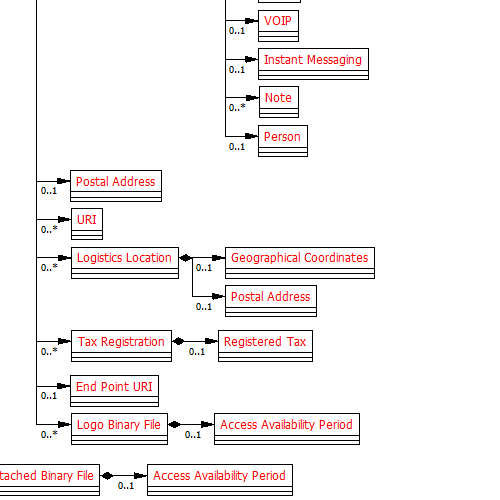 VOIP
0..1
Instant Messaging
0..1
Note
0..*
Person
0..1
Postal Address
0..1
URI
0..*
Logistics Location
0..*
Geographical Coordinates
0..1
Postal Address
0..1
Tax Registration
0..*
Registered Tax
0..1
End Point URI
0..1
Logo Binary File
0..*
Access Availability Period
0..1
tached Binary File
Access Availability Period
0..1